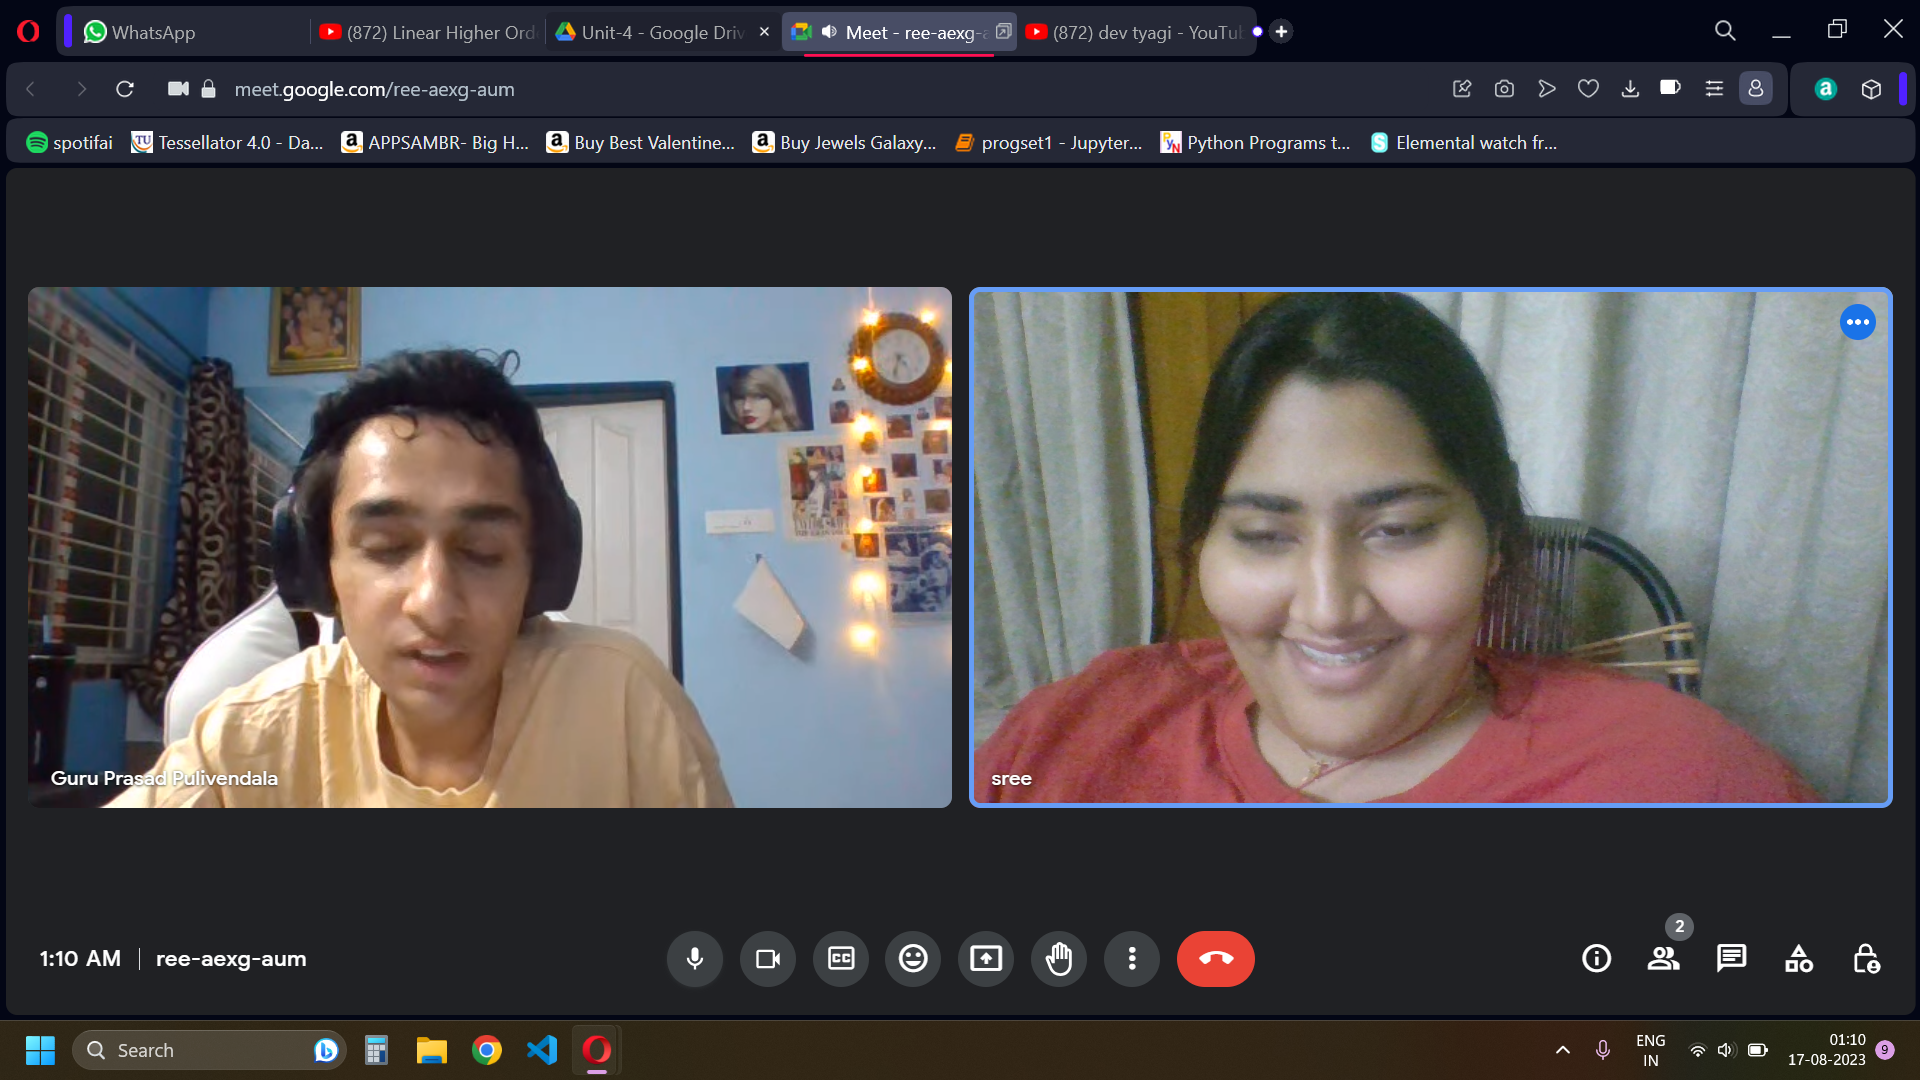 WhatsApp
(872) Linear Higher Ord
Unit-4 - Google Driv
Meet - ree-aexg-a
(872) dev tyagi - YouTu
meet.google.com/ree-aexg-aum
spotifai
TU
Tessellator 4.0 - Da...
APPSAMBR- Big H...
Buy Best Valentine...
Buy Jewels Galaxy...
progset1 - Jupyter...
Python Programs t...
Elemental watch fr...
Guru Prasad Pulivendala
sree
2
1:10 AM
ree-aexg-aum
CC
Search
ENG
IN
01:10
17-08-2023
9